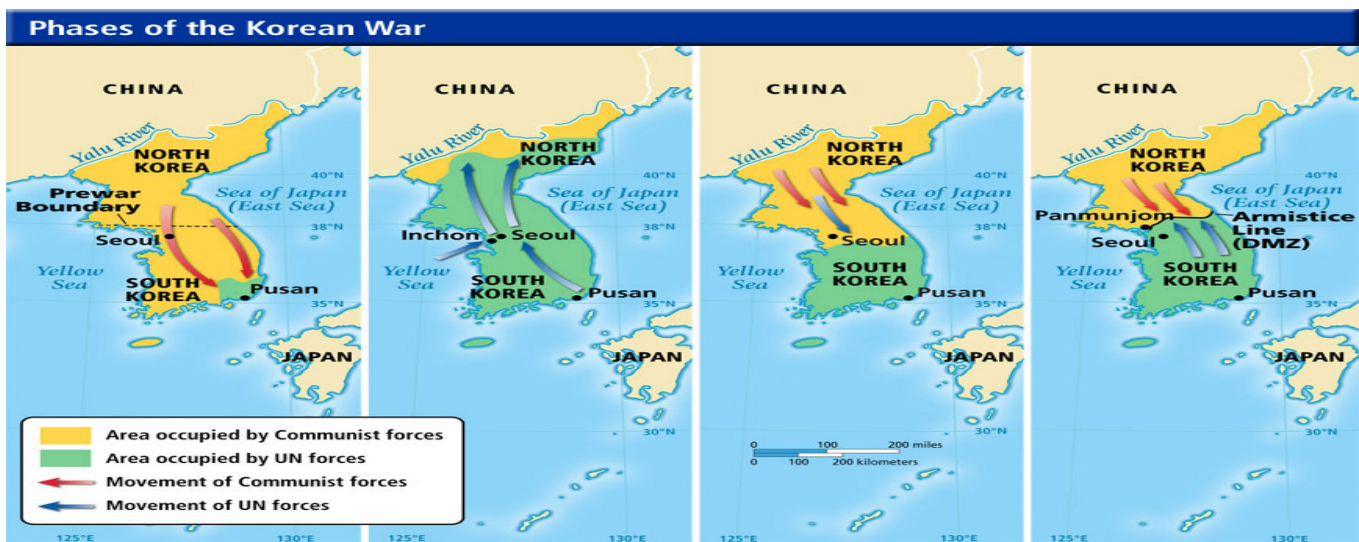 Phases of the Korean War
CHINA
Yalu River
NORTH
KOREA
40°N
Prewar
Boundary
Sea of Japan
(East Sea)
38°N
Seoul
Yellow
Sea
SOUTH
KOREA
Pusan
35°N
JAPAN
30°N
125°E
130°E
CHINA
Yalu River
NORTH
KOREA
40°N
Sea of Japan
(East Sea)
38°N
Inchon
Seoul
Yellow
Sea
SOUTH
KOREA
Pusan
35°N
JAPAN
30°N
125°E
130°E
CHINA
Yalu River
NORTH
KOREA
40°N
Sea of Japan
(East Sea)
38°N
Seoul
Yellow
Sea
SOUTH
KOREA
Pusan
35°N
JAPAN
30°N
0 100 200 miles
0 100 200 kilometers
125°E
130°E
CHINA
Yalu River
NORTH
KOREA
40°N
Sea of Japan
(East Sea)
Panmunjom
Armistice
Line
(DMZ)
38°N
Seoul
Yellow
Sea
SOUTH
KOREA
Pusan
35°N
JAPAN
30°N
125°E
130°E
Area occupied by Communist forces
Area occupied by UN forces
Movement of Communist forces
Movement of UN forces